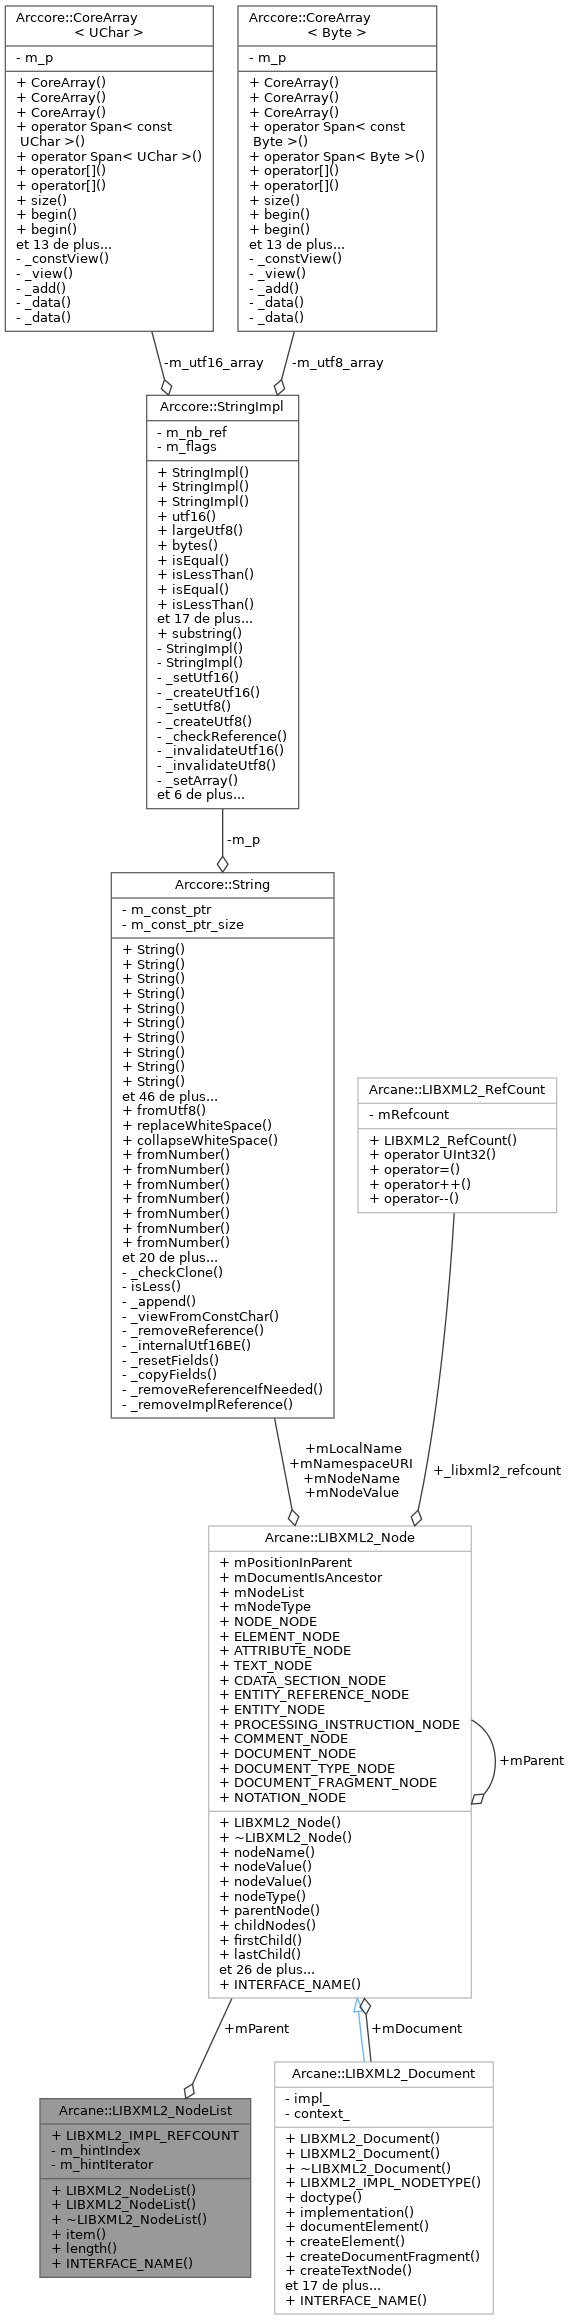 Arccore::CoreArray
< UChar >
- m_p
+ CoreArray()
+ CoreArray()
+ CoreArray()
+ operator Span< const
UChar >()
+ operator Span< UChar >()
+ operator[]()
+ operator[]()
+ size()
+ begin()
+ begin()
et 13 de plus...
- _constView()
- _view()
- _add()
- _data()
- _data()
Arccore::CoreArray
< Byte >
- m_p
+ CoreArray()
+ CoreArray()
+ CoreArray()
+ operator Span< const
Byte >()
+ operator Span< Byte >()
+ operator[]()
+ operator[]()
+ size()
+ begin()
+ begin()
et 13 de plus...
- _constView()
- _view()
- _add()
- _data()
- _data()
-m_utf16_array
-m_utf8_array
Arccore::StringImpl
- m_nb_ref
- m_flags
+ StringImpl()
+ StringImpl()
+ StringImpl()
+ utf16()
+ largeUtf8()
+ bytes()
+ isEqual()
+ isLessThan()
+ isEqual()
+ isLessThan()
et 17 de plus...
+ substring()
- StringImpl()
- StringImpl()
- _setUtf16()
- _createUtf16()
- _setUtf8()
- _createUtf8()
- _checkReference()
- _invalidateUtf16()
- _invalidateUtf8()
- _setArray()
et 6 de plus...
-m_p
Arccore::String
- m_const_ptr
- m_const_ptr_size
+ String()
+ String()
+ String()
+ String()
+ String()
+ String()
+ String()
+ String()
+ String()
+ String()
et 46 de plus...
+ fromUtf8()
+ replaceWhiteSpace()
+ collapseWhiteSpace()
+ fromNumber()
+ fromNumber()
+ fromNumber()
+ fromNumber()
+ fromNumber()
+ fromNumber()
+ fromNumber()
et 20 de plus...
- _checkClone()
- isLess()
- _append()
- _viewFromConstChar()
- _removeReference()
- _internalUtf16BE()
- _resetFields()
- _copyFields()
- _removeReferenceIfNeeded()
- _removeImplReference()
Arcane::LIBXML2_RefCount
- mRefcount
+ LIBXML2_RefCount()
+ operator UInt32()
+ operator=()
+ operator++()
+ operator--()
+mLocalName
+mNamespaceURI
+mNodeName
+mNodeValue
+_libxml2_refcount
Arcane::LIBXML2_Node
+ mPositionInParent
+ mDocumentIsAncestor
+ mNodeList
+ mNodeType
+ NODE_NODE
+ ELEMENT_NODE
+ ATTRIBUTE_NODE
+ TEXT_NODE
+ CDATA_SECTION_NODE
+ ENTITY_REFERENCE_NODE
+ ENTITY_NODE
+ PROCESSING_INSTRUCTION_NODE
+ COMMENT_NODE
+ DOCUMENT_NODE
+ DOCUMENT_TYPE_NODE
+ DOCUMENT_FRAGMENT_NODE
+ NOTATION_NODE
+ LIBXML2_Node()
+ ~LIBXML2_Node()
+ nodeName()
+ nodeValue()
+ nodeValue()
+ nodeType()
+ parentNode()
+ childNodes()
+ firstChild()
+ lastChild()
et 26 de plus...
+ INTERFACE_NAME()
+mParent
+mParent
+mDocument
Arcane::LIBXML2_NodeList
+ LIBXML2_IMPL_REFCOUNT
- m_hintIndex
- m_hintIterator
+ LIBXML2_NodeList()
+ LIBXML2_NodeList()
+ ~LIBXML2_NodeList()
+ item()
+ length()
+ INTERFACE_NAME()
Arcane::LIBXML2_Document
- impl_
- context_
+ LIBXML2_Document()
+ LIBXML2_Document()
+ ~LIBXML2_Document()
+ LIBXML2_IMPL_NODETYPE()
+ doctype()
+ implementation()
+ documentElement()
+ createElement()
+ createDocumentFragment()
+ createTextNode()
et 17 de plus...
+ INTERFACE_NAME()